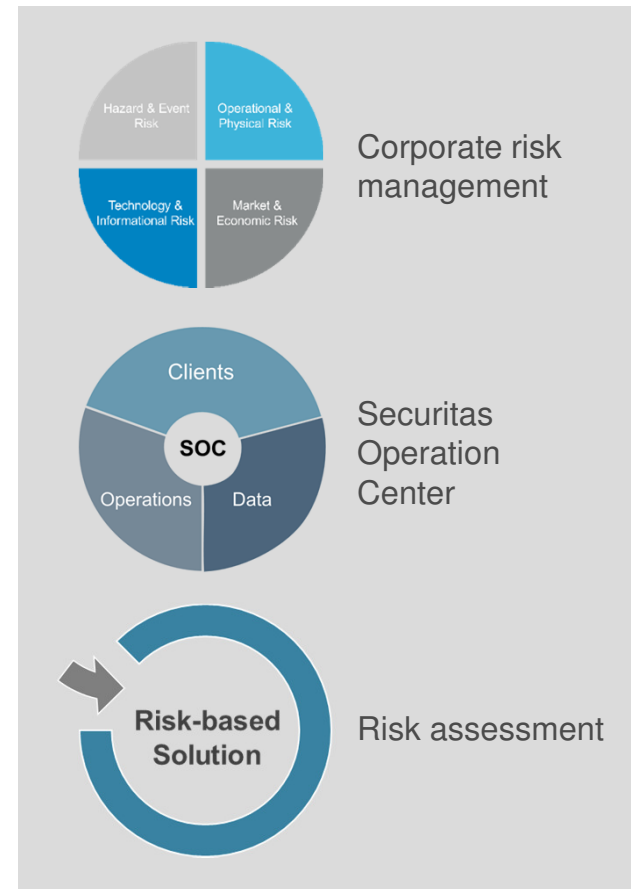 Hazard & Event
Risk
Operational &
Physical Risk
Technology &
Informational Risk
Market &
Economic Risk
Corporate risk
management
Clients
SOC
Operations
Data
Securitas
Operation
Center
Risk-based
Solution
Risk assessment